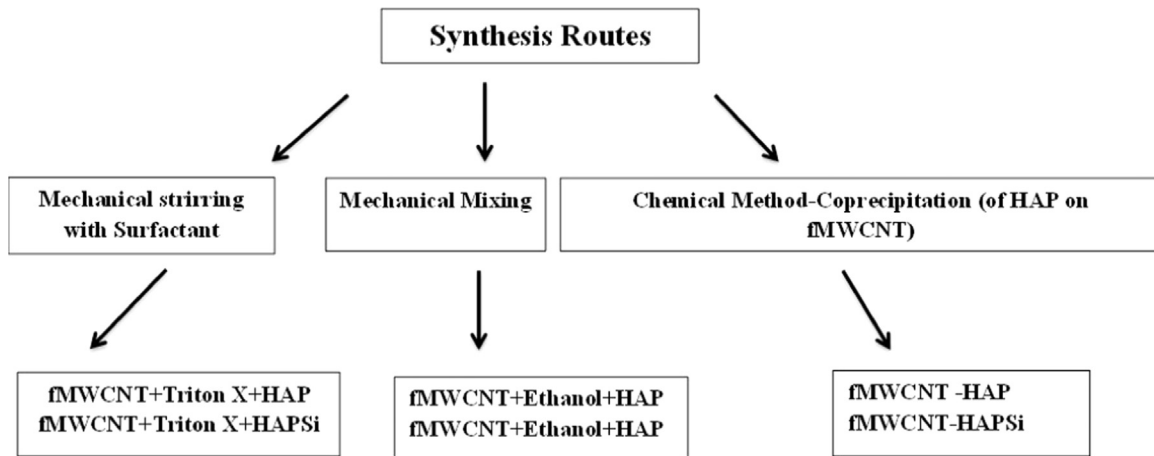 Synthesis Routes
Mechanical strirring
with Surfactant
Mechanical Mixing
Chemical Method-Coprecipitation (of HAP on
fMWCNT)
fMWCNT+Triton X+HAP
fMWCNT+Triton X+HAPSi
fMWCNT+Ethanol+HAP
fMWCNT+Ethanol+HAP
fMWCNT -HAP
fMWCNT-HAPSi